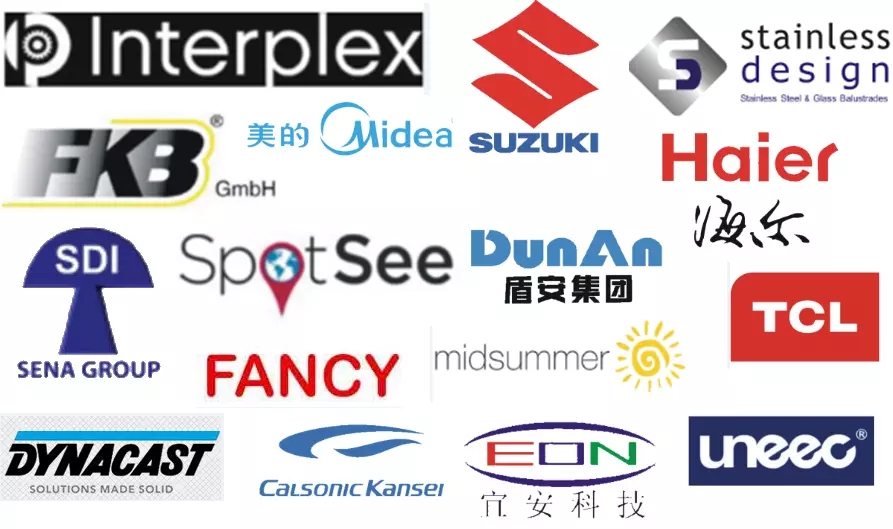 Interplex
SUZUKI
stainless
design
Stainless Steel & Glass Balustrades
FKB®
GmbH
美的 Midea
Haier
海尔
SDI
SENA GROUP
SpotSee
DunAn
盾安集团
TCL
FANCY
midsummer
DYNACAST
SOLUTIONS MADE SOLID
CALSONIC KANSEI
EON
宜安科技
uneec®